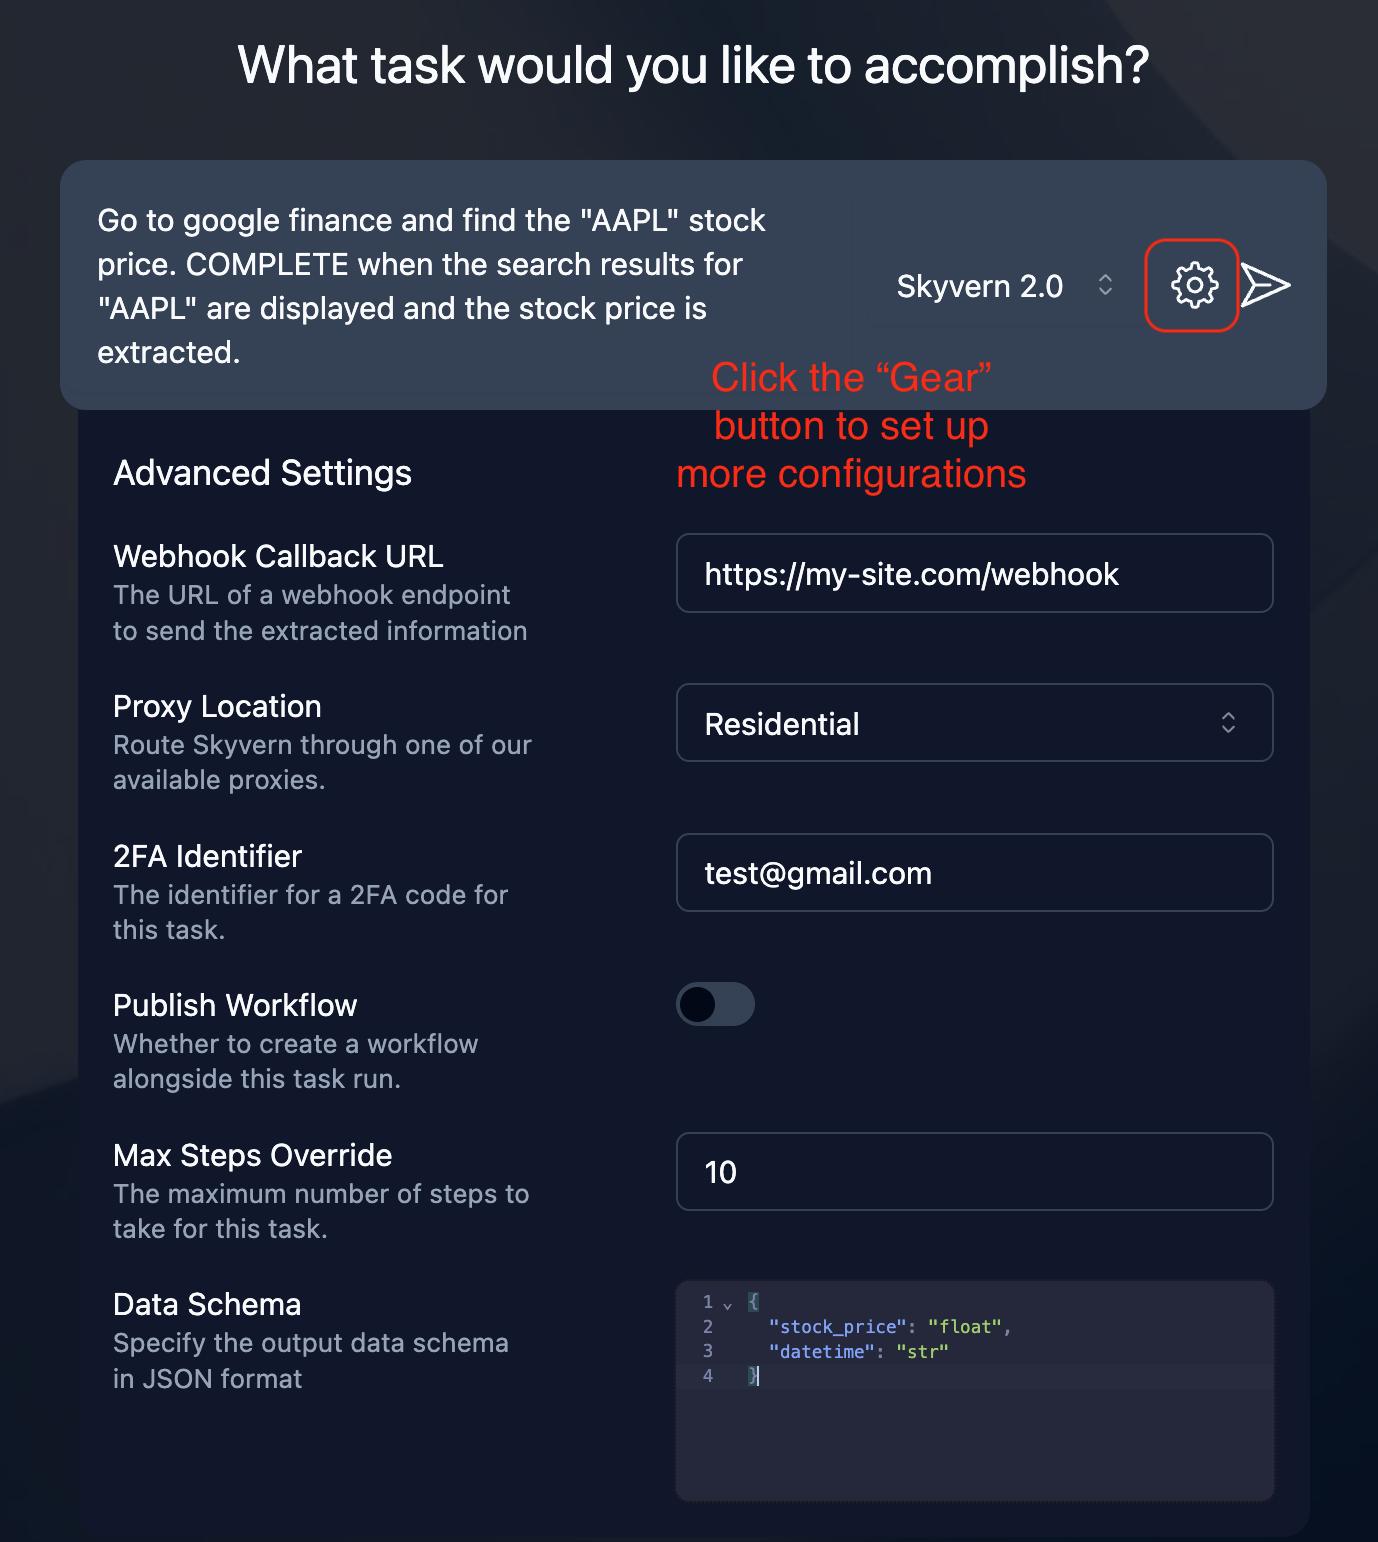 What task would you like to accomplish?
Go to google finance and find the "AAPL" stock
price. COMPLETE when the search results for
"AAPL" are displayed and the stock price is
extracted.
Skyvern 2.0
Click the “Gear”
button to set up
more configurations
Advanced Settings
Webhook Callback URL
The URL of a webhook endpoint
to send the extracted information
https://my-site.com/webhook
Proxy Location
Route Skyvern through one of our
available proxies.
Residential
2FA Identifier
The identifier for a 2FA code for
this task.
test@gmail.com
Publish Workflow
Whether to create a workflow
alongside this task run.
Max Steps Override
The maximum number of steps to
take for this task.
10
Data Schema
Specify the output data schema
in JSON format
1 {
2 "stock_price": "float",
3 "datetime": "str"
4 }